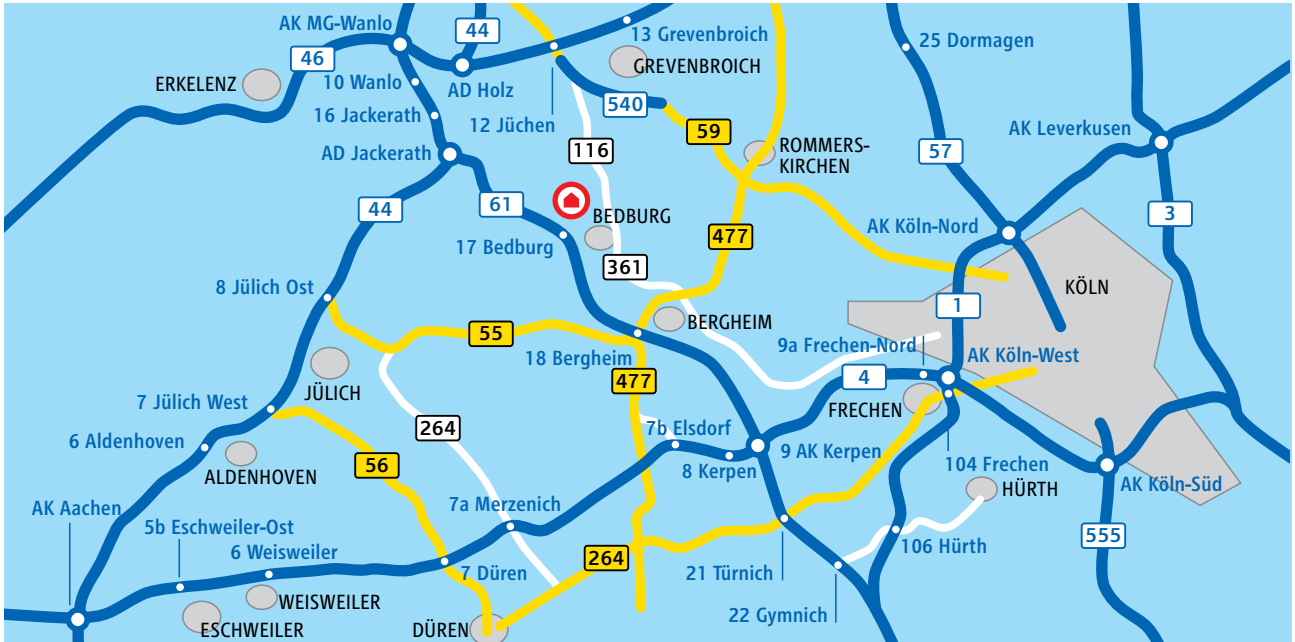 AK MG-Wanlo
44
13 Grevenbroich
25 Dormagen
46
ERKELENZ
10 Wanlo
AD Holz
GREVENBROICH
540
16 Jackerath
12 Jüchen
59
AK Leverkusen
AD Jackerath
116
ROMMERS-
KIRCHEN
57
44
61
3
BEDBURG
AK Köln-Nord
17 Bedburg
477
361
8 Jülich Ost
KÖLN
1
55
BERGHEIM
18 Bergheim
9a Frechen-Nord
AK Köln-West
477
4
JÜLICH
7 Jülich West
FRECHEN
264
7b Elsdorf
6 Aldenhoven
9 AK Kerpen
56
8 Kerpen
104 Frechen
ALDENHOVEN
HÜRTH
AK Köln-Süd
AK Aachen
7a Merzenich
5b Eschweiler-Ost
555
6 Weisweiler
106 Hürth
264
7 Düren
21 Türnich
WEISWEILER
22 Gymnich
ESCHWEILER
DÜREN